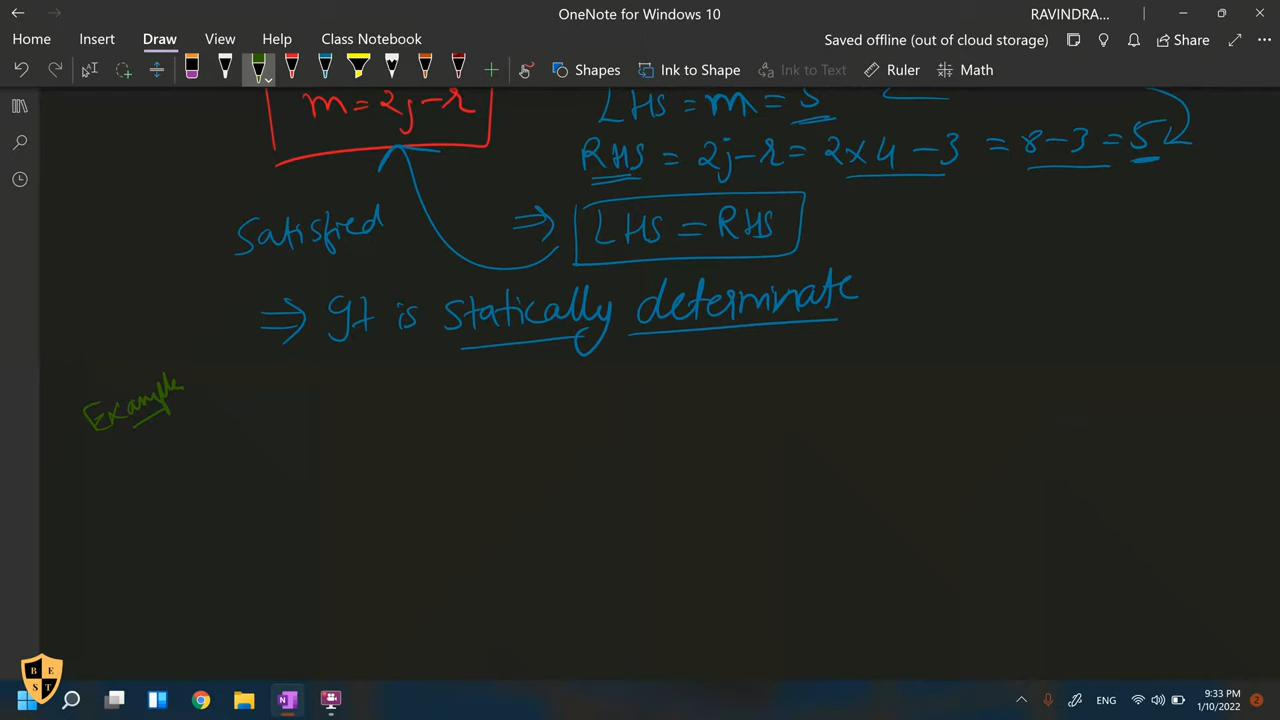 OneNote for Windows 10
RAVINDRA...
Home Insert Draw View Help Class Notebook
Saved offline (out of cloud storage)
Share
Shapes
Ink to Shape
Ink to Text
Ruler
Math
m = 2j - r
LHS = m = 5
RHS = 2j - r = 2 × 4 - 3 = 8 - 3 = 5
Satisfied ⇒ LHS = RHS
⇒ It is statically determinate
Example
B E
S T
ENG
9:33 PM
1/10/2022
2